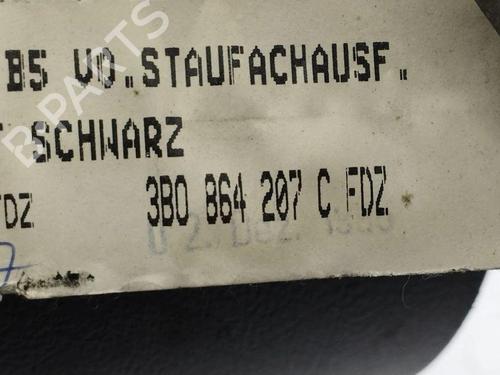 B5 VO.STAUFACHAUSF.
SCHWARZ
FDZ 3B0 864 207 C FDZ
B-PARTS